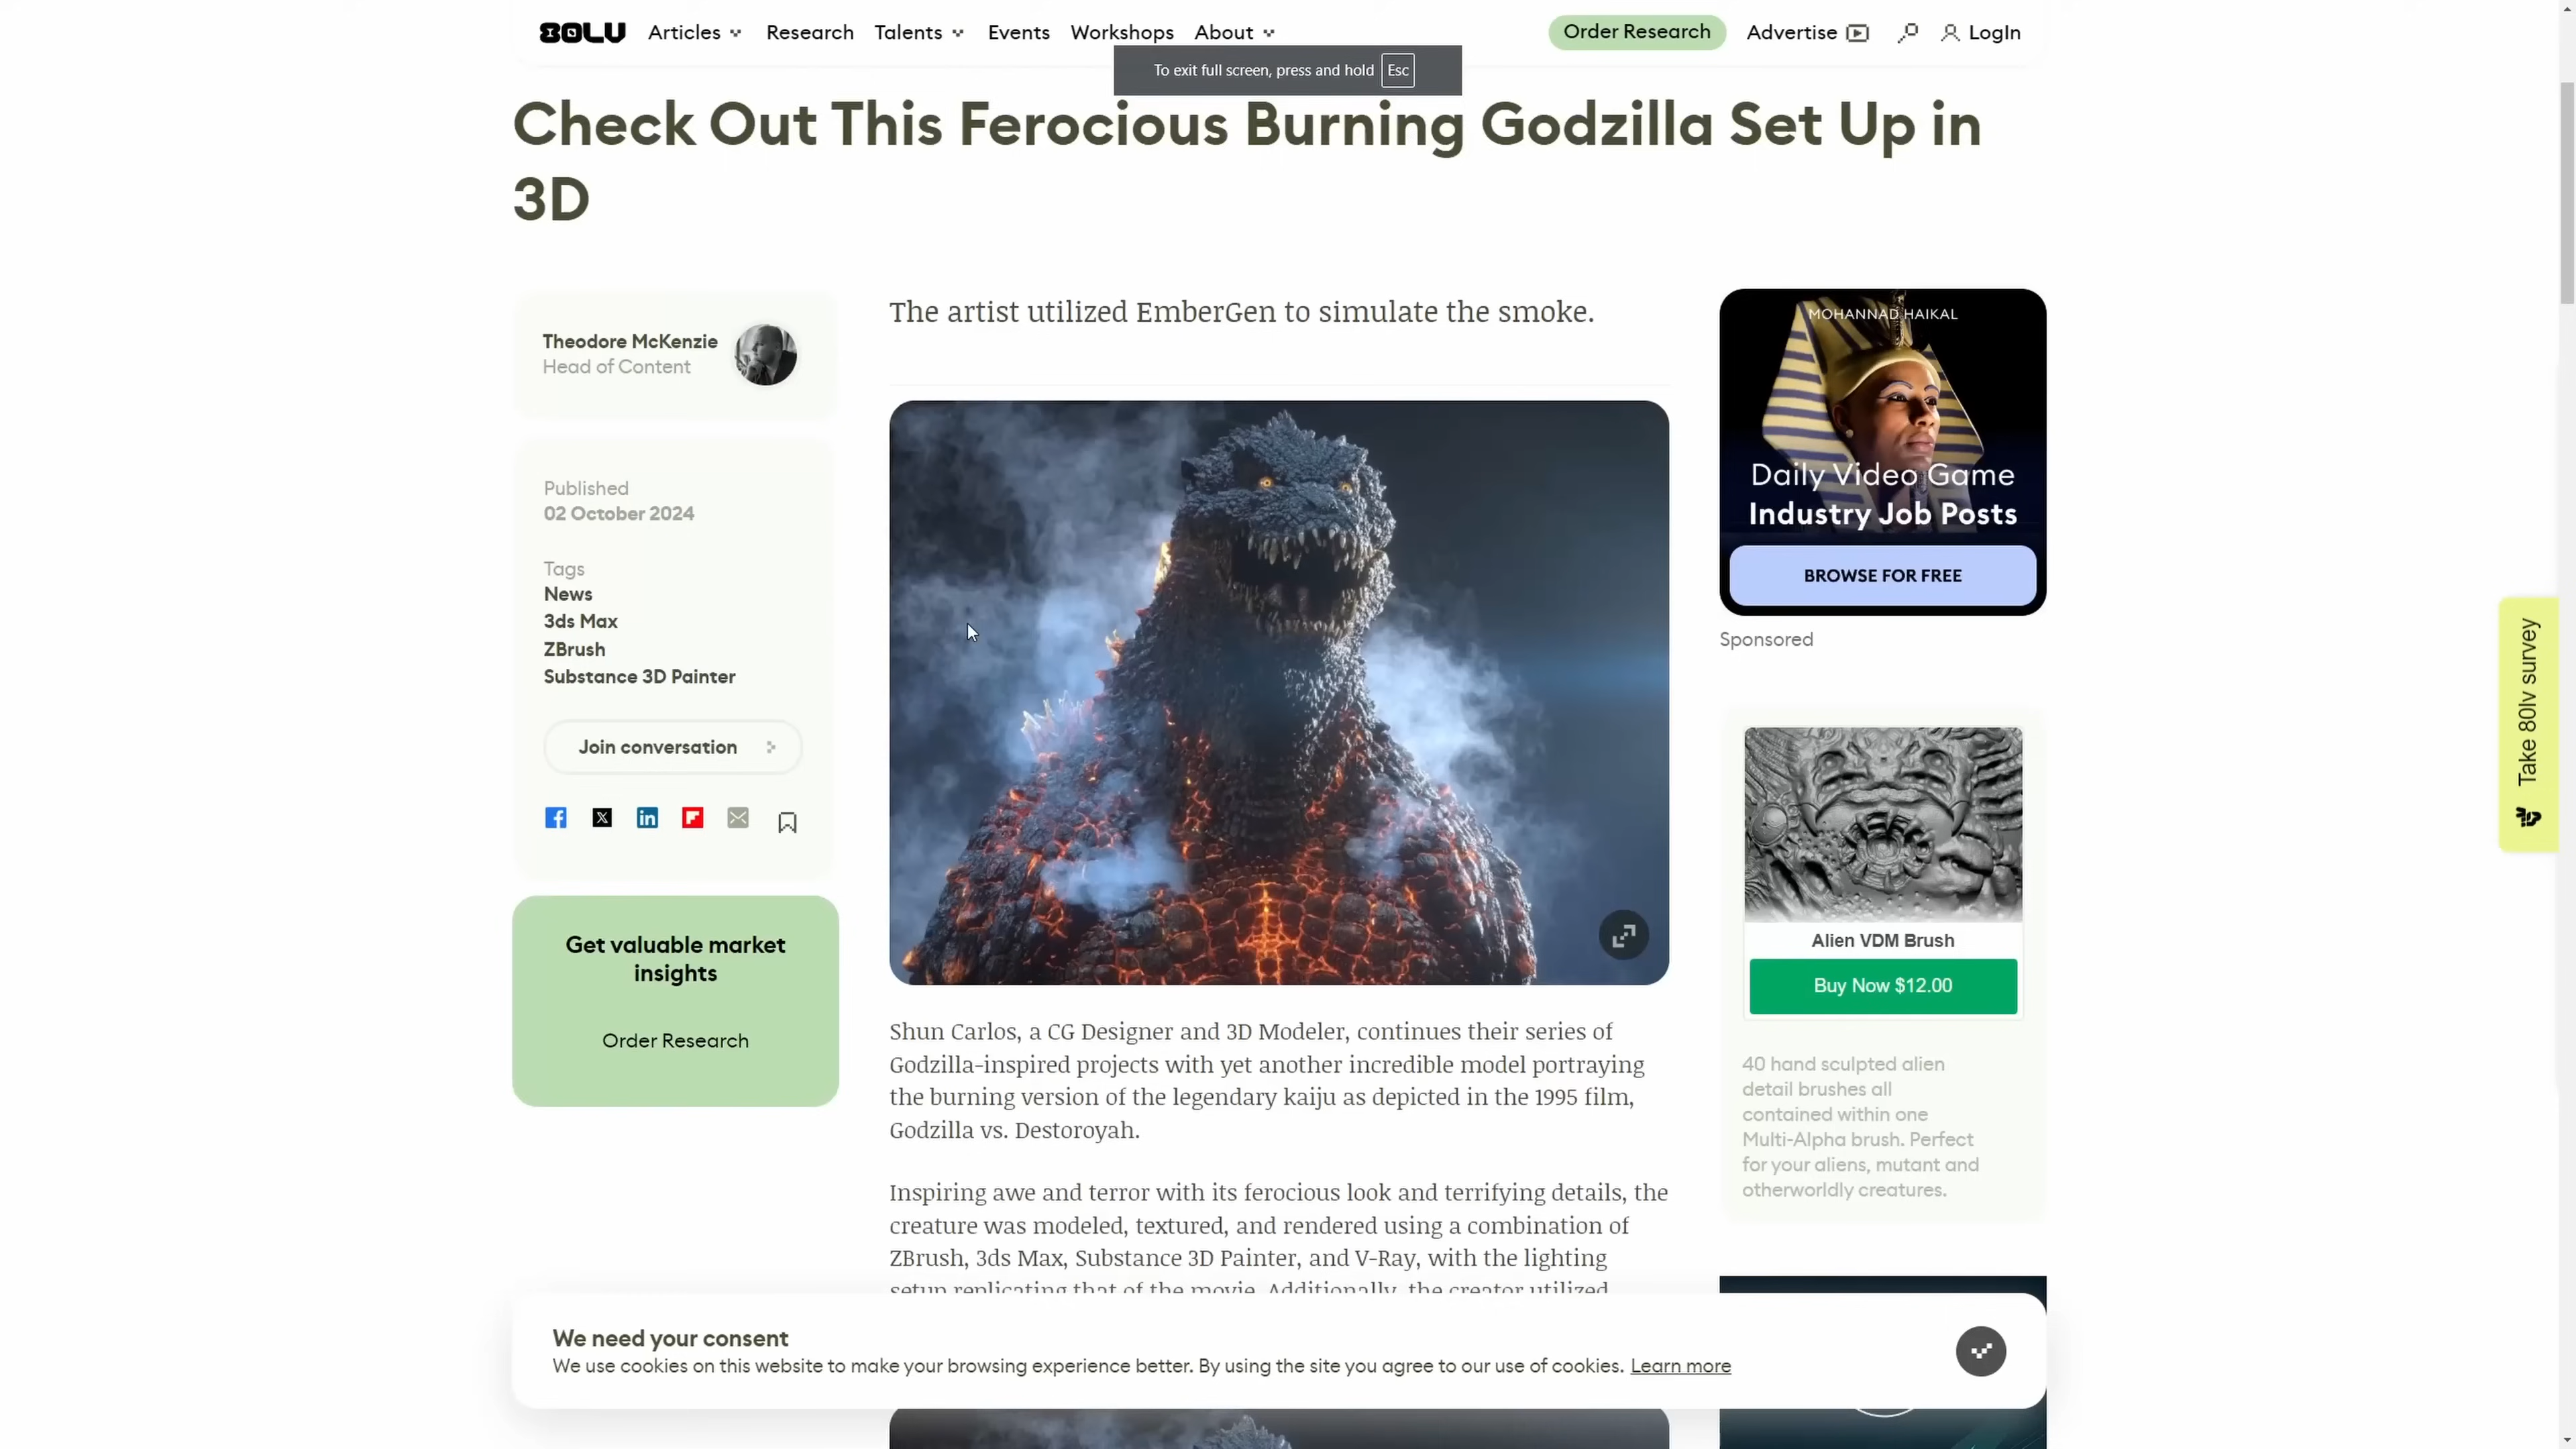 80LV
Articles
Research
Talents
Events
Workshops
About
Order Research
Advertise
LogIn
To exit full screen, press and hold Esc
Check Out This Ferocious Burning Godzilla Set Up in
3D
Theodore McKenzie
Head of Content
Published
02 October 2024
Tags
News
3ds Max
ZBrush
Substance 3D Painter
Join conversation
Get valuable market
insights
Order Research
The artist utilized EmberGen to simulate the smoke.
Shun Carlos, a CG Designer and 3D Modeler, continues their series of
Godzilla-inspired projects with yet another incredible model portraying
the burning version of the legendary kaiju as depicted in the 1995 film,
Godzilla vs. Destoroyah.
Inspiring awe and terror with its ferocious look and terrifying details, the
creature was modeled, textured, and rendered using a combination of
ZBrush, 3ds Max, Substance 3D Painter, and V-Ray, with the lighting
setup replicating that of the movie. Additionally, the creator utilized
MOHANNAD HAIKAL
Daily Video Game
Industry Job Posts
BROWSE FOR FREE
Sponsored
Alien VDM Brush
Buy Now $12.00
40 hand sculpted alien
detail brushes all
contained within one
Multi-Alpha brush. Perfect
for your aliens, mutant and
otherworldly creatures.
Take 80lv survey
We need your consent
We use cookies on this website to make your browsing experience better. By using the site you agree to our use of cookies. Learn more